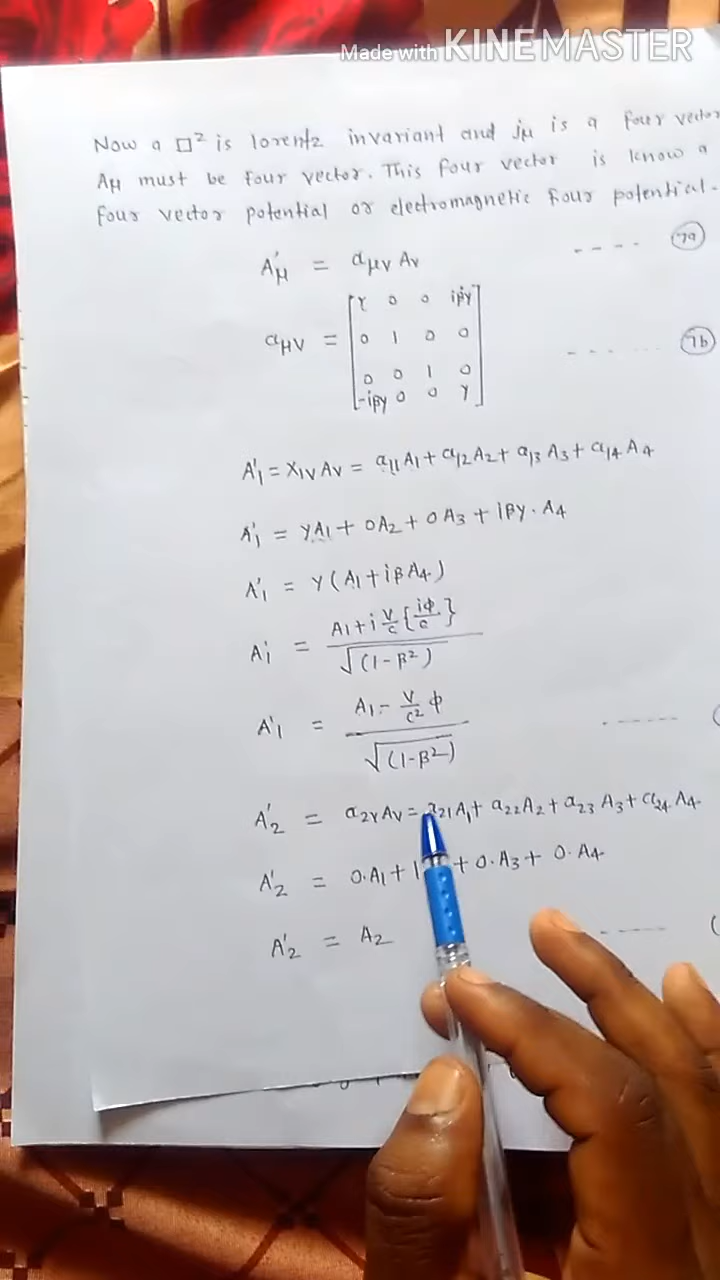 Made with KINEMASTER
Now a □² is lorentz invariant and jμ is a four vector
Aμ must be four vector. This four vector is know a
four vector potential or electromagnetic four potential.
A'μ = aμν Aν ---- (7a)
aμν = [γ 0 0 iβγ
0 1 0 0
0 0 1 0
-iβγ 0 0 γ] ---- (7b)
A'1 = X1ν Aν = a11 A1 + a12 A2 + a13 A3 + a14 A4
A'1 = γA1 + 0A2 + 0A3 + iβγ. A4
A'1 = γ(A1 + iβA4)
A'1 = A1 + i v/c {iΦ/c} / √(1-β²)
A'1 = A1 - v/c² Φ / √(1-β²) ----
A'2 = a2γ Aν = a21 A1 + a22 A2 + a23 A3 + a24 A4
A'2 = 0.A1 + 1 + 0.A3 + 0.A4
A'2 = A2 ----